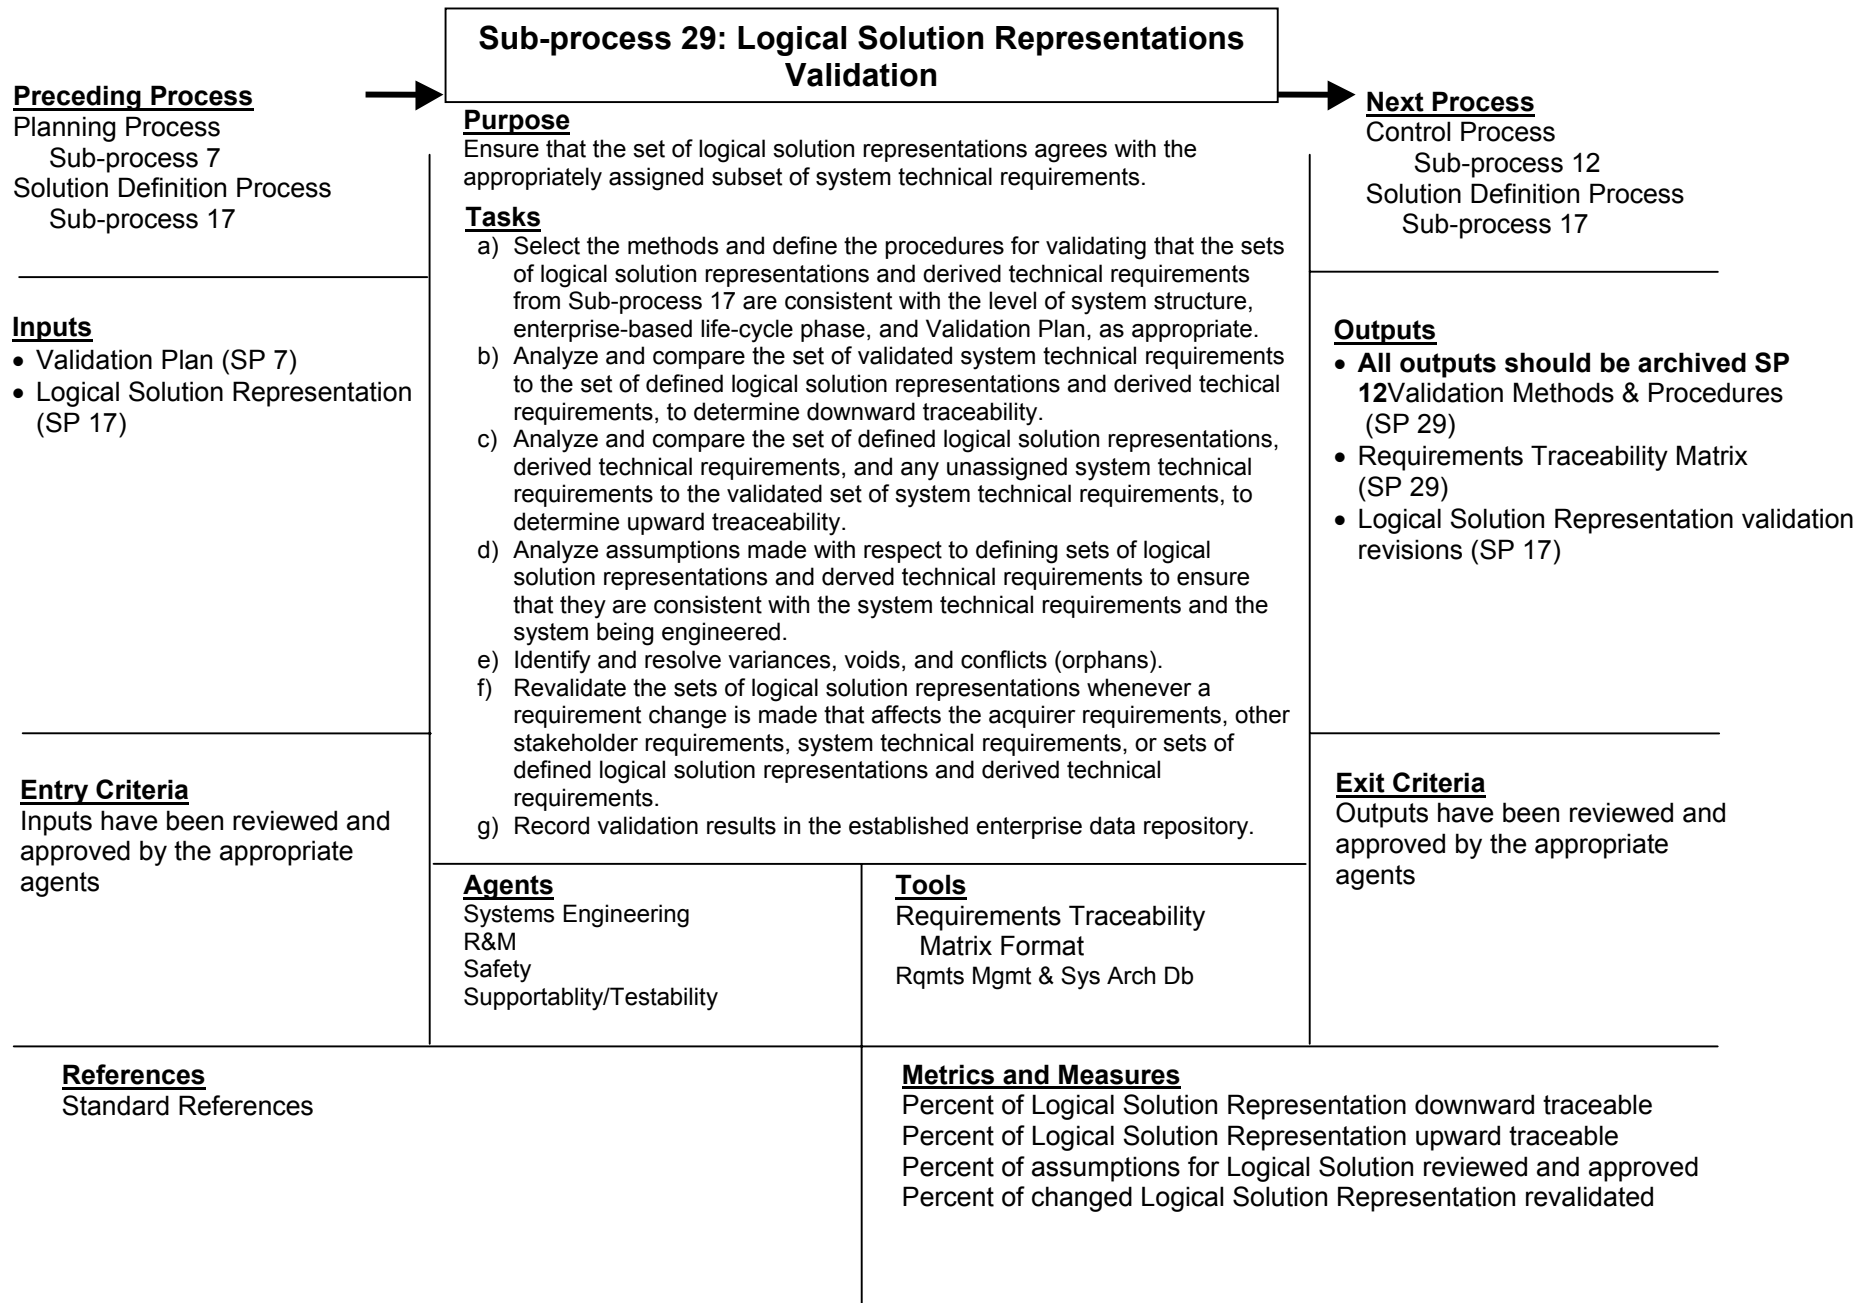 Sub-process 29: Logical Solution Representations
Validation
Preceding Process
Planning Process
Sub-process 7
Solution Definition Process
Sub-process 17
Inputs
• Validation Plan (SP 7)
• Logical Solution Representation
(SP 17)
Entry Criteria
Inputs have been reviewed and
approved by the appropriate
agents
Purpose
Ensure that the set of logical solution representations agrees with the
appropriately assigned subset of system technical requirements.
Tasks
a) Select the methods and define the procedures for validating that the sets
of logical solution representations and derived technical requirements
from Sub-process 17 are consistent with the level of system structure,
enterprise-based life-cycle phase, and Validation Plan, as appropriate.
b) Analyze and compare the set of validated system technical requirements
to the set of defined logical solution representations and derived techical
requirements, to determine downward traceability.
c) Analyze and compare the set of defined logical solution representations,
derived technical requirements, and any unassigned system technical
requirements to the validated set of system technical requirements, to
determine upward treaceability.
d) Analyze assumptions made with respect to defining sets of logical
solution representations and derved technical requirements to ensure
that they are consistent with the system technical requirements and the
system being engineered.
e) Identify and resolve variances, voids, and conflicts (orphans).
f) Revalidate the sets of logical solution representations whenever a
requirement change is made that affects the acquirer requirements, other
stakeholder requirements, system technical requirements, or sets of
defined logical solution representations and derived technical
requirements.
g) Record validation results in the established enterprise data repository.
Agents
Systems Engineering
R&M
Safety
Supportablity/Testability
Tools
Requirements Traceability
Matrix Format
Rqmts Mgmt & Sys Arch Db
Next Process
Control Process
Sub-process 12
Solution Definition Process
Sub-process 17
Outputs
• All outputs should be archived SP
12Validation Methods & Procedures
(SP 29)
• Requirements Traceability Matrix
(SP 29)
• Logical Solution Representation validation
revisions (SP 17)
Exit Criteria
Outputs have been reviewed and
approved by the appropriate
agents
References
Standard References
Metrics and Measures
Percent of Logical Solution Representation downward traceable
Percent of Logical Solution Representation upward traceable
Percent of assumptions for Logical Solution reviewed and approved
Percent of changed Logical Solution Representation revalidated